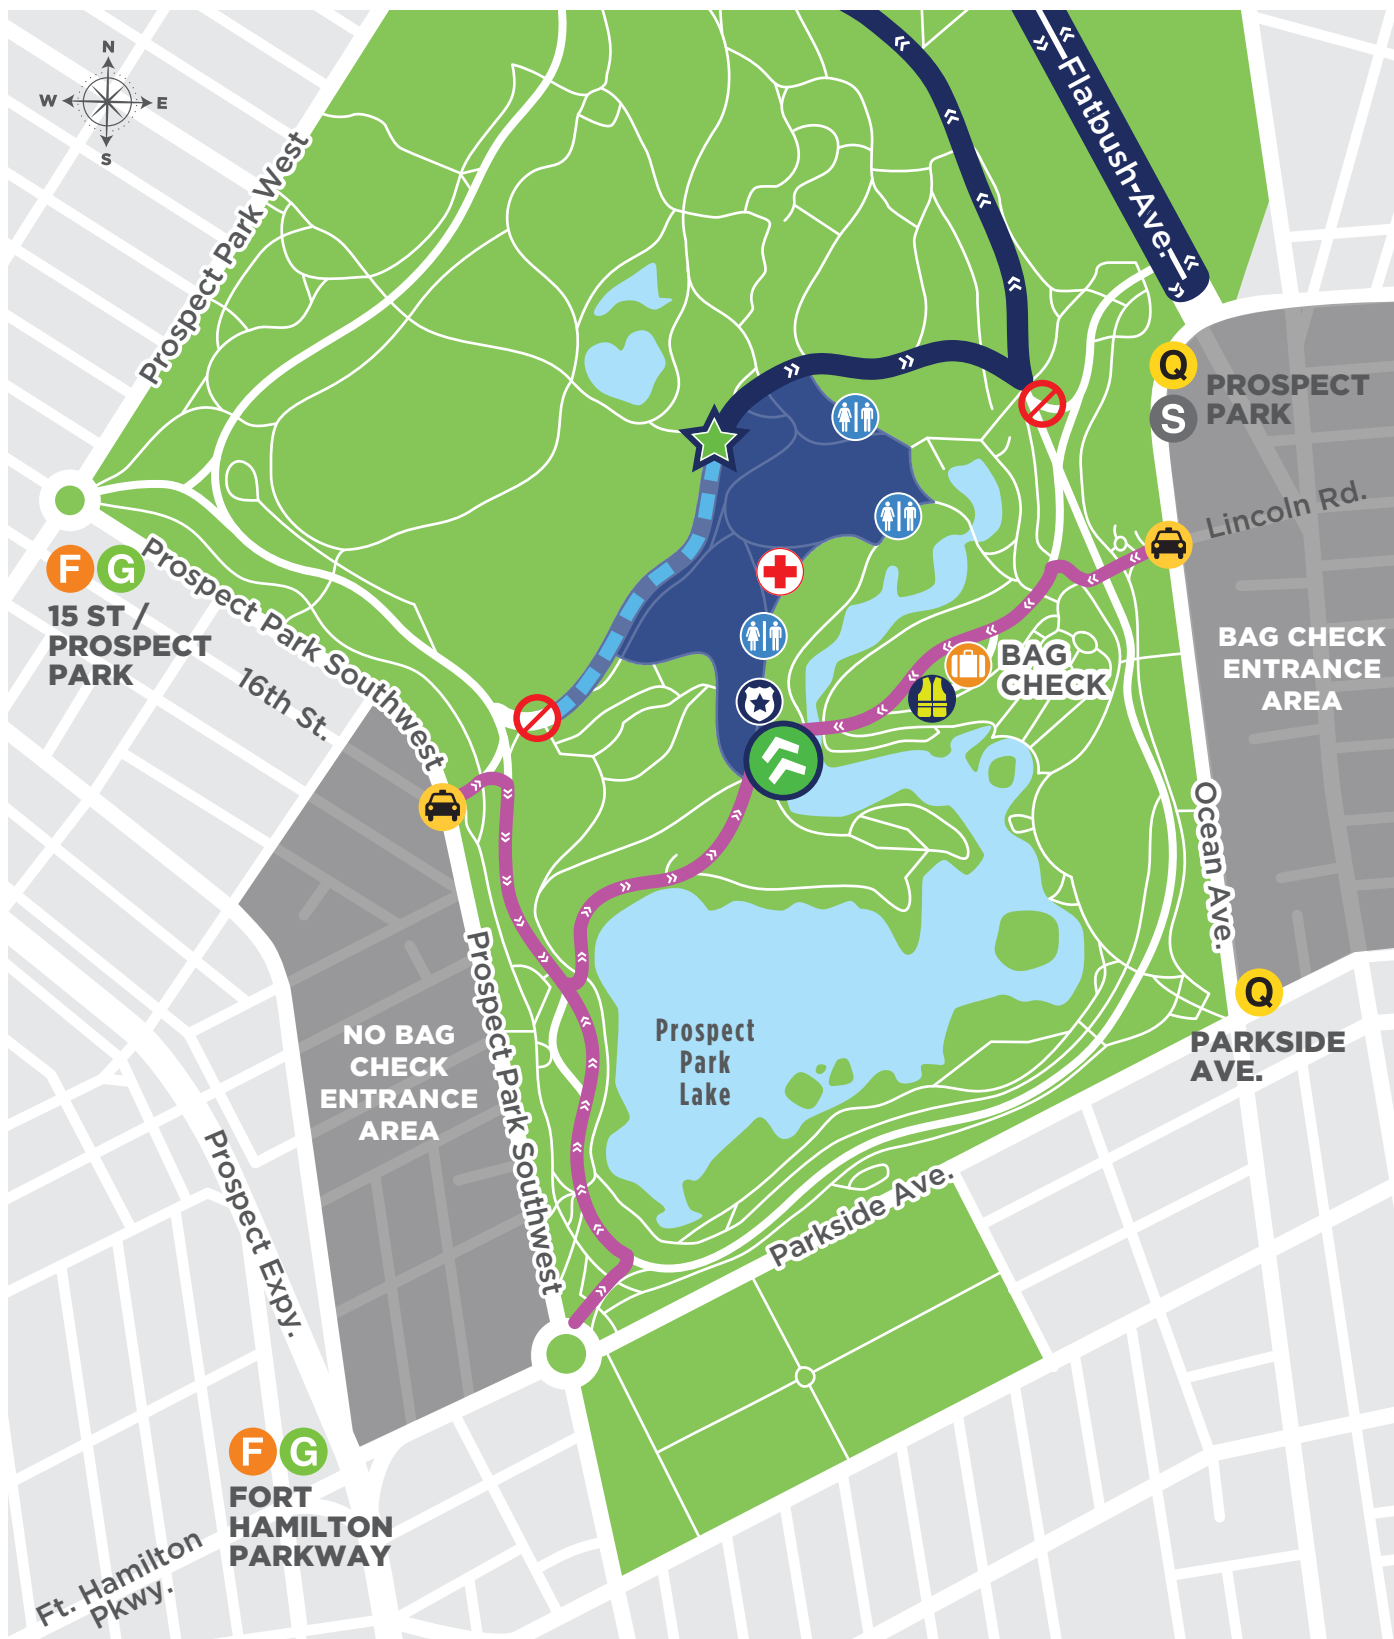 N
W
E
S
Flatbush Ave.
Prospect Park West
Q
PROSPECT
PARK
S
Lincoln Rd.
F G
15 ST /
PROSPECT
PARK
Prospect Park Southwest
16th St.
BAG
CHECK
BAG CHECK
ENTRANCE
AREA
Ocean Ave.
Q
PARKSIDE
AVE.
Prospect
Park
Lake
NO BAG
CHECK
ENTRANCE
AREA
Prospect Park Southwest
Prospect Expy.
Parkside Ave.
F G
FORT
HAMILTON
PARKWAY
Ft. Hamilton
Pkwy.